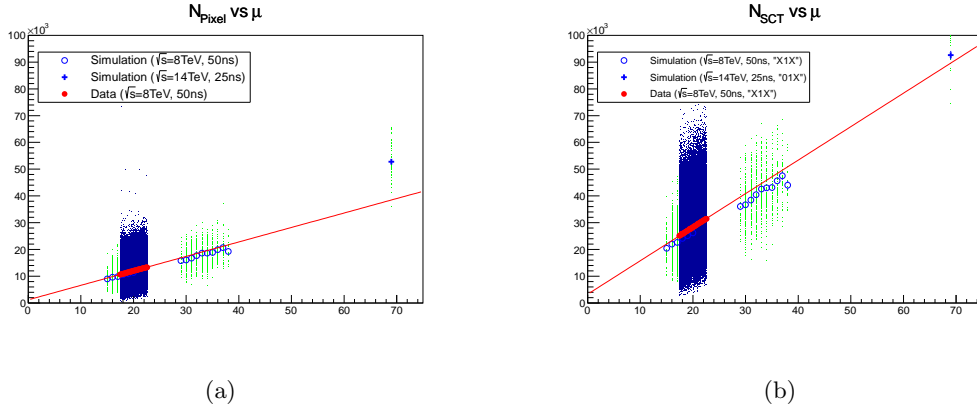 N_Pixel vs μ
×10³
Simulation (√s=8TeV, 50ns)
Simulation (√s=14TeV, 25ns)
Data (√s=8TeV, 50ns)
100
90
80
70
60
50
40
30
20
10
0
0 10 20 30 40 50 60 70
(a)
N_SCT vs μ
×10³
Simulation (√s=8TeV, 50ns, "X1X")
Simulation (√s=14TeV, 25ns, "01X")
Data (√s=8TeV, 50ns, "X1X")
100
90
80
70
60
50
40
30
20
10
0
0 10 20 30 40 50 60 70
(b)